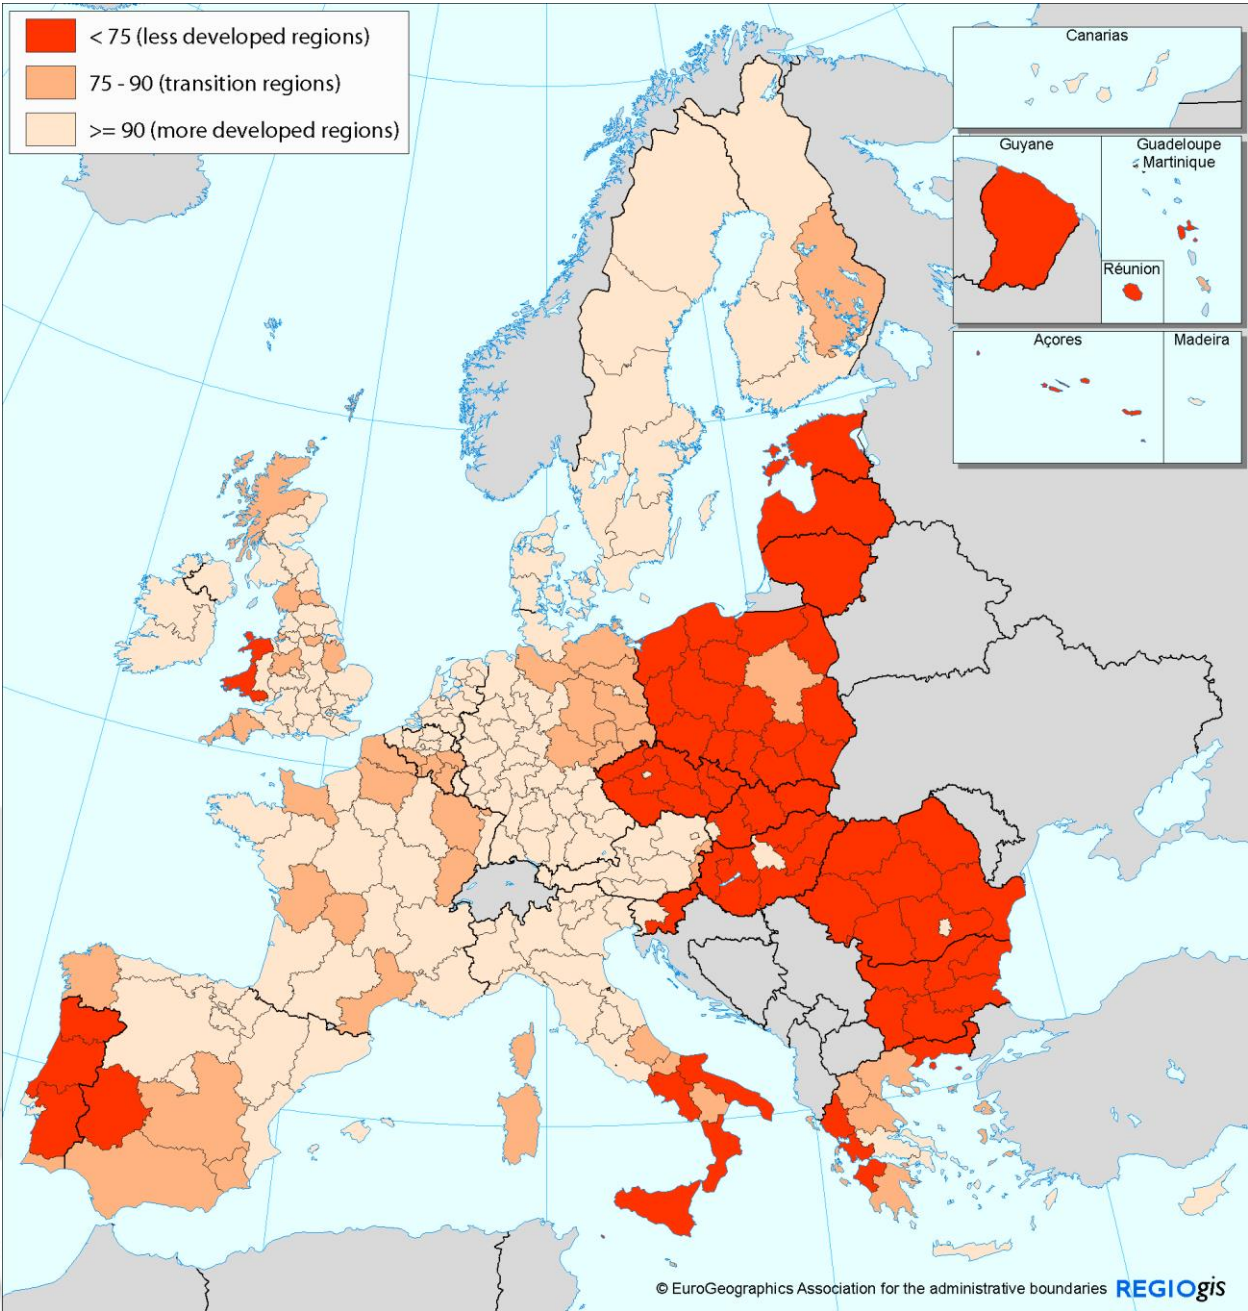 < 75 (less developed regions)
75 - 90 (transition regions)
>= 90 (more developed regions)
Canarias
Guyane
Guadeloupe
Martinique
Réunion
Açores
Madeira
© EuroGeographics Association for the administrative boundaries REGIOgis